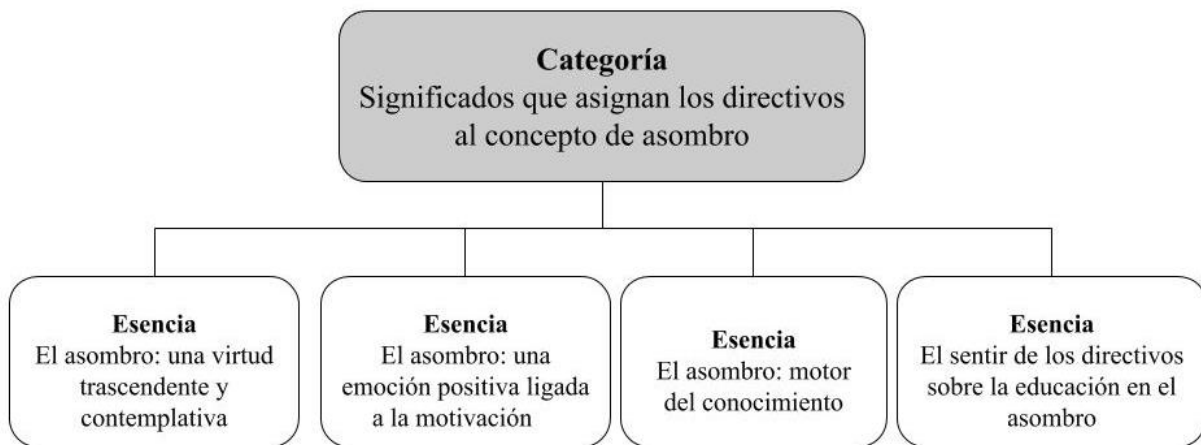 Categoría
Significados que asignan los directivos
al concepto de asombro
Esencia
El asombro: una virtud
trascendente y
contemplativa
Esencia
El asombro: una
emoción positiva ligada
a la motivación
Esencia
El asombro: motor
del conocimiento
Esencia
El sentir de los directivos
sobre la educación en el
asombro